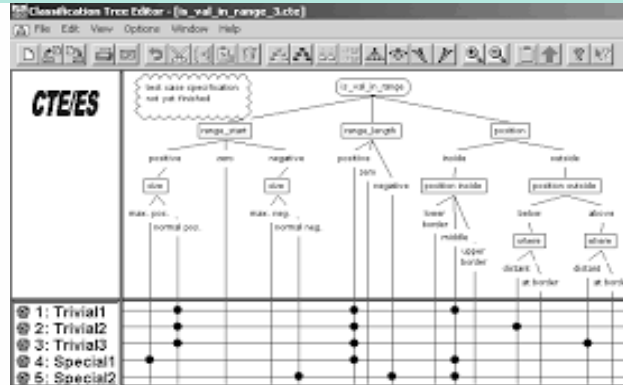 Classification Tree Editor - [is_val_in_range_3.cte]
File Edit View Options Window Help
CTE/ES
test case specification
not yet finished
is_val_in_range
range_start range_length position
positive zero negative positive inside outside
zero
size size negative position inside position outside
max. pos. max. neg. lower below above
normal pos. normal neg. border
middle where where
upper
border distant distant
at border at bord
1: Trivial1
2: Trivial2
3: Trivial3
4: Special1
5: Special2